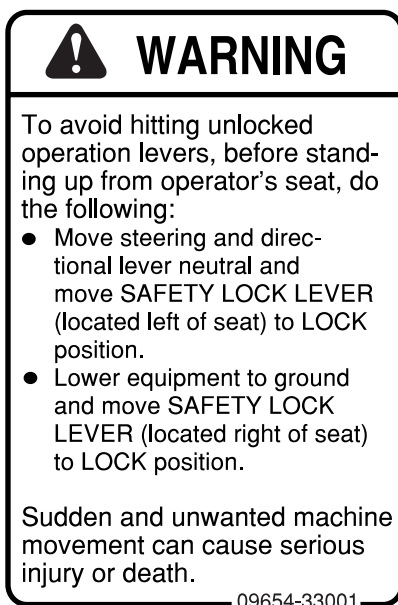 WARNING
To avoid hitting unlocked
operation levers, before stand-
ing up from operator's seat, do
the following:
● Move steering and direc-
tional lever neutral and
move SAFETY LOCK LEVER
(located left of seat) to LOCK
position.
● Lower equipment to ground
and move SAFETY LOCK
LEVER (located right of seat)
to LOCK position.
Sudden and unwanted machine
movement can cause serious
injury or death.
09654-33001